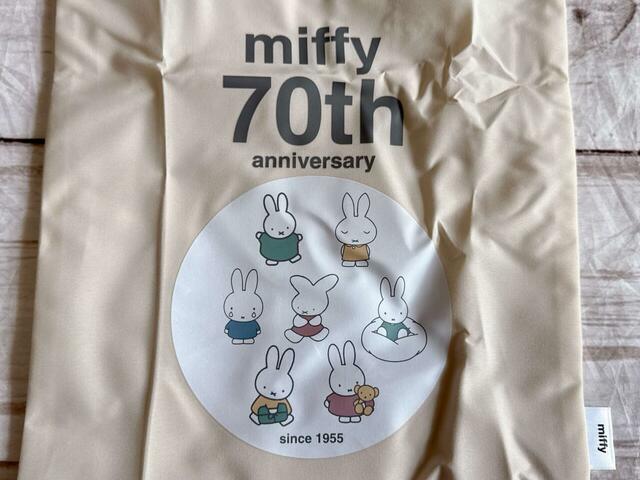 miffy
70th
anniversary
since 1955
miffy